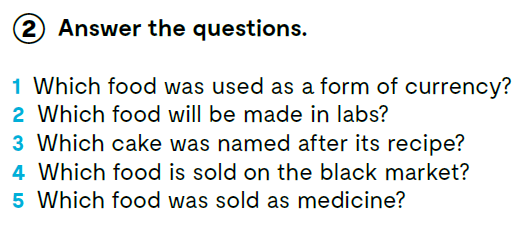 2 Answer the questions.
1 Which food was used as a form of currency?
2 Which food will be made in labs?
3 Which cake was named after its recipe?
4 Which food is sold on the black market?
5 Which food was sold as medicine?